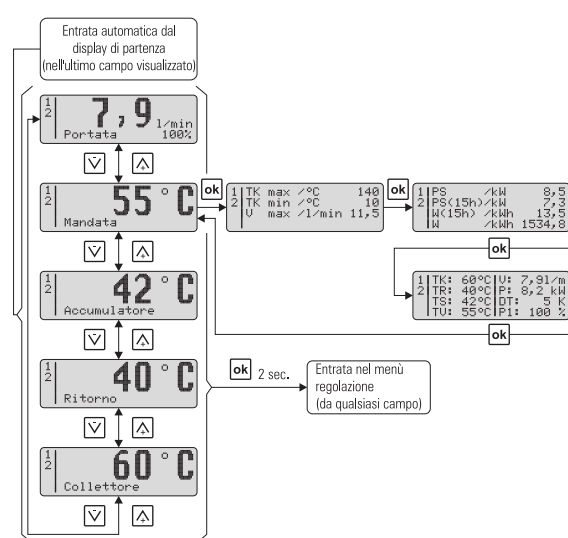 Entrata automatica dal
display di partenza
(nell'ultimo campo visualizzato)
1
2
7,9 l/min
Portata 100%
V- Λ+
1
2
55°C
Mandata
ok
1 TK max /°C 140
2 TK min /°C 10
V max /l/min 11,5
ok
1 PS /kW 8,5
2 PS(15h)/kW 7,3
W(15h) /kWh 13,5
W /kWh 1534,8
ok
1 TK: 60°C V: 7,9l/m
2 TR: 40°C P: 8,2 kW
TS: 42°C DT: 5 K
TV: 55°C P1: 100 %
ok
V- Λ+
1
2
42°C
Accumulatore
V- Λ+
1
2
40°C
Ritorno
ok 2 sec.
Entrata nel menù
regolazione
(da qualsiasi campo)
V- Λ+
1
2
60°C
Collettore
V- Λ+